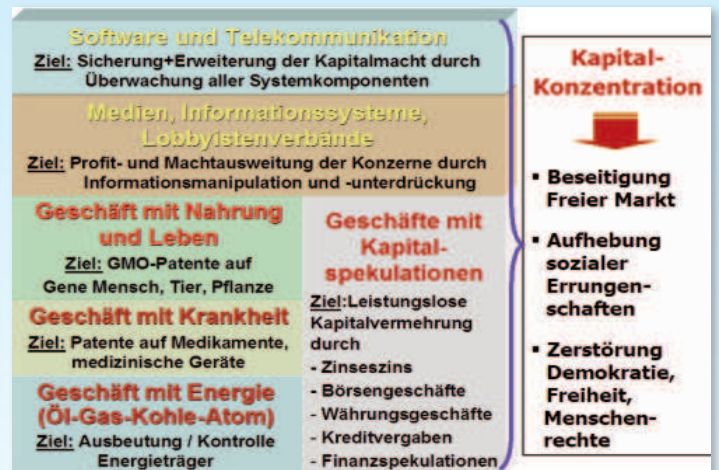 Software und Telekommunikation
Ziel: Sicherung+Erweiterung der Kapitalmacht durch
Überwachung aller Systemkomponenten
Medien, Informationssysteme,
Lobbyistenverbände
Ziel: Profit- und Machtausweitung der Konzerne durch
Informationsmanipulation und -unterdrückung
Geschäft mit Nahrung
und Leben
Ziel: GMO-Patente auf
Gene Mensch, Tier, Pflanze
Geschäft mit Krankheit
Ziel: Patente auf Medikamente,
medizinische Geräte
Geschäft mit Energie
(Öl-Gas-Kohle-Atom)
Ziel: Ausbeutung / Kontrolle
Energieträger
Geschäfte mit
Kapital-
spekulationen
Ziel:Leistungslose
Kapitalvermehrung
durch
- Zinseszins
- Börsengeschäfte
- Währungsgeschäfte
- Kreditvergaben
- Finanzspekulationen
Kapital-
Konzentration
▪ Beseitigung
Freier Markt
▪ Aufhebung
sozialer
Errungen-
schaften
▪ Zerstörung
Demokratie,
Freiheit,
Menschen-
rechte